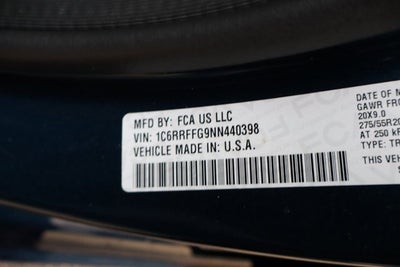 MFD BY: FCA US LLC
VIN: 1C6RRFFG9NN440398
VEHICLE MADE IN: U.S.A.
DATE OF M
GAWR FRO
20X9.0
275/55R20
AT 250 kP
TYPE: TR
THIS VEH